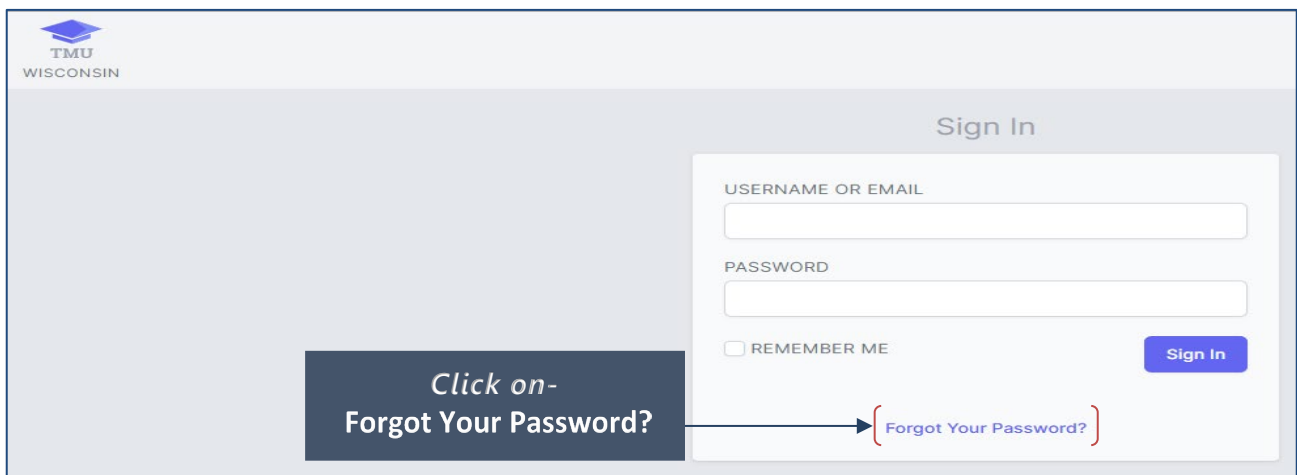 TMU
WISCONSIN
Sign In
USERNAME OR EMAIL
PASSWORD
REMEMBER ME
Sign In
Click on-
Forgot Your Password?
Forgot Your Password?